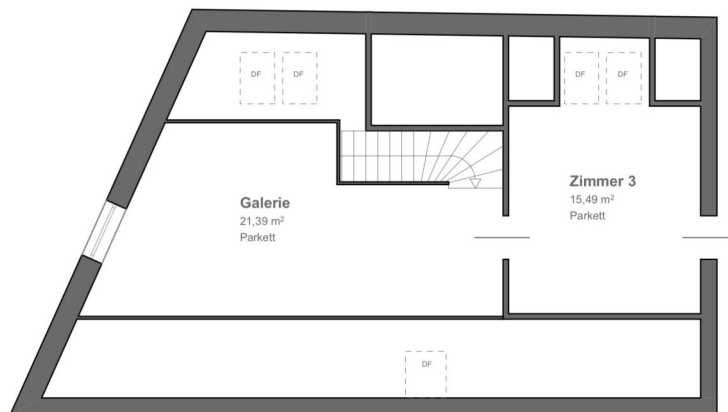 DF DF
DF DF
Galerie
21,39 m²
Parkett
Zimmer 3
15,49 m²
Parkett
DF